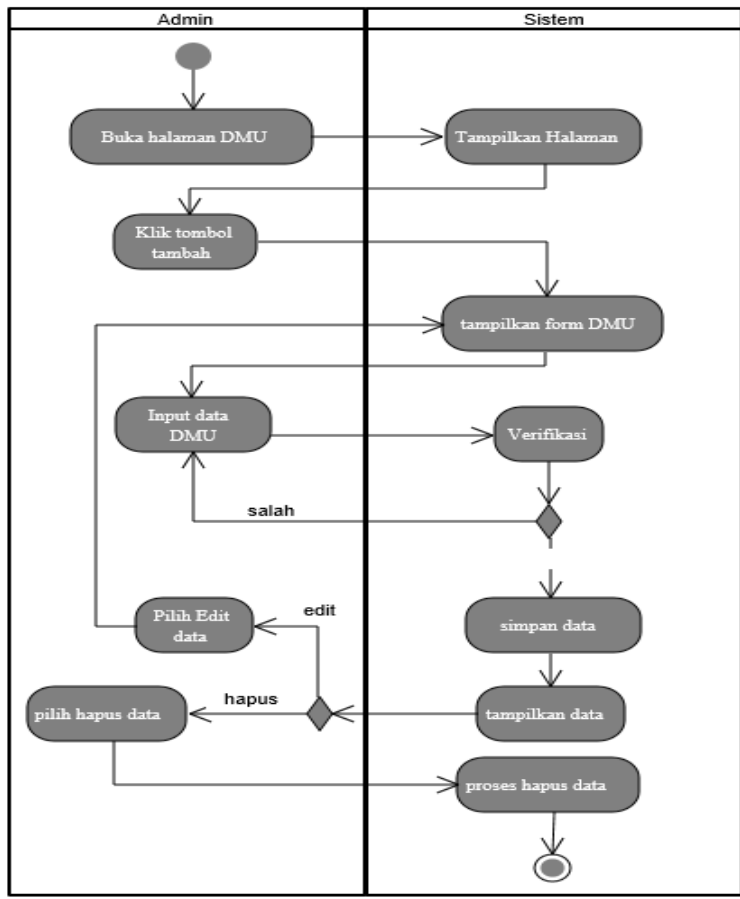 Admin
Sistem
Buka halaman DMU
Tampilkan Halaman
Klik tombol
tambah
tampilkan form DMU
Input data
DMU
Verifikasi
salah
Pilih Edit
data
edit
simpan data
pilih hapus data
hapus
tampilkan data
proses hapus data